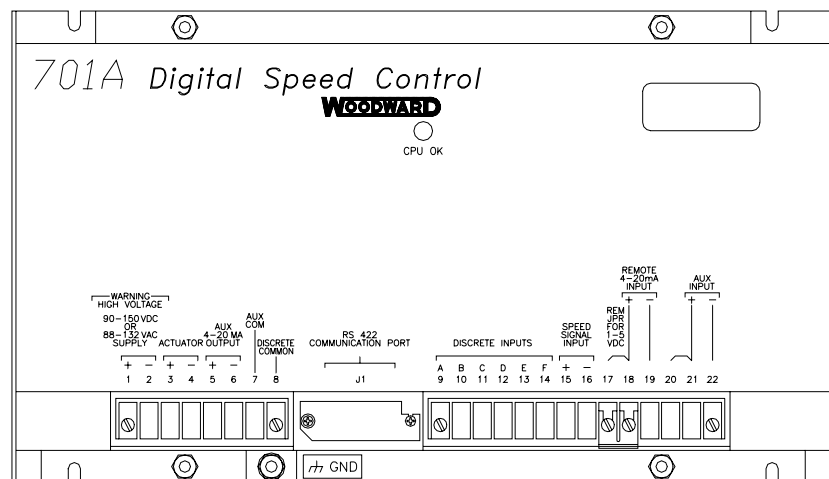 701A Digital Speed Control
WOODWARD
CPU OK
WARNING
HIGH VOLTAGE
90-150 VDC
OR
88-132 VAC
SUPPLY
ACTUATOR
AUX
4-20 MA
OUTPUT
AUX
COM
DISCRETE
COMMON
RS 422
COMMUNICATION PORT
DISCRETE INPUTS
SPEED
SIGNAL
INPUT
REM
JPR
FOR
1-5
VDC
REMOTE
4-20mA
INPUT
AUX
INPUT
+ - + - + - A B C D E F + - + - + -
1 2 3 4 5 6 7 8 J1 9 10 11 12 13 14 15 16 17 18 19 20 21 22
GND